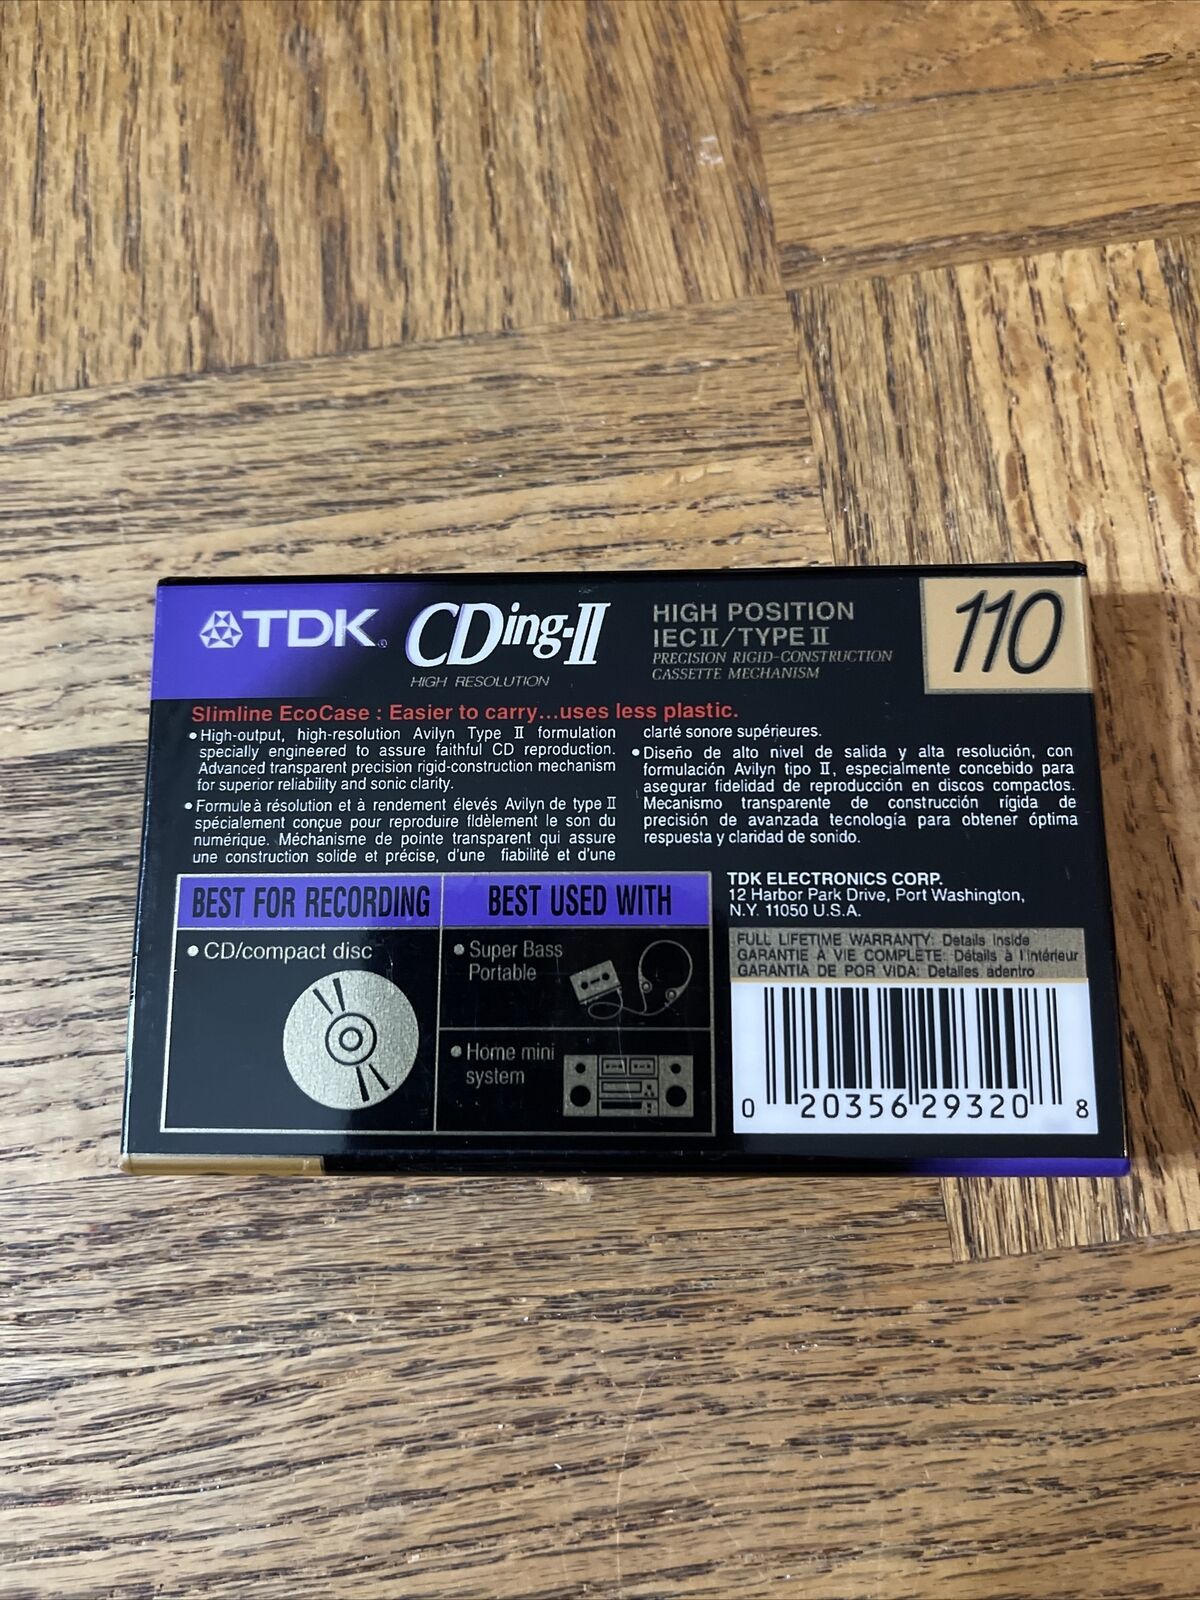 TDK®
CDing-II
HIGH RESOLUTION
HIGH POSITION
IEC II/TYPE II
PRECISION RIGID-CONSTRUCTION
CASSETTE MECHANISM
110
Slimline EcoCase : Easier to carry...uses less plastic.
• High-output, high-resolution Avilyn Type II formulation
specially engineered to assure faithful CD reproduction.
Advanced transparent precision rigid-construction mechanism
for superior reliability and sonic clarity.
• Formule à résolution et à rendement élevés Avilyn de type II
spécialement conçue pour reproduire fidèlement le son du
numérique. Méchanisme de pointe transparent qui assure
une construction solide et précise, d'une fiabilité et d'une
clarté sonore supérieures.
• Diseño de alto nivel de salida y alta resolución, con
formulación Avilyn tipo II, especialmente concebido para
asegurar fidelidad de reproducción en discos compactos.
Mecanismo transparente de construcción rígida de
precisión de avanzada tecnología para obtener óptima
respuesta y claridad de sonido.
BEST FOR RECORDING
• CD/compact disc
BEST USED WITH
• Super Bass
Portable
• Home mini
system
TDK ELECTRONICS CORP.
12 Harbor Park Drive, Port Washington,
N.Y. 11050 U.S.A.
FULL LIFETIME WARRANTY: Details Inside
GARANTIE A VIE COMPLETE: Détails à l'intérieur
GARANTIA DE POR VIDA: Detalles adentro
0 20356 29320 8